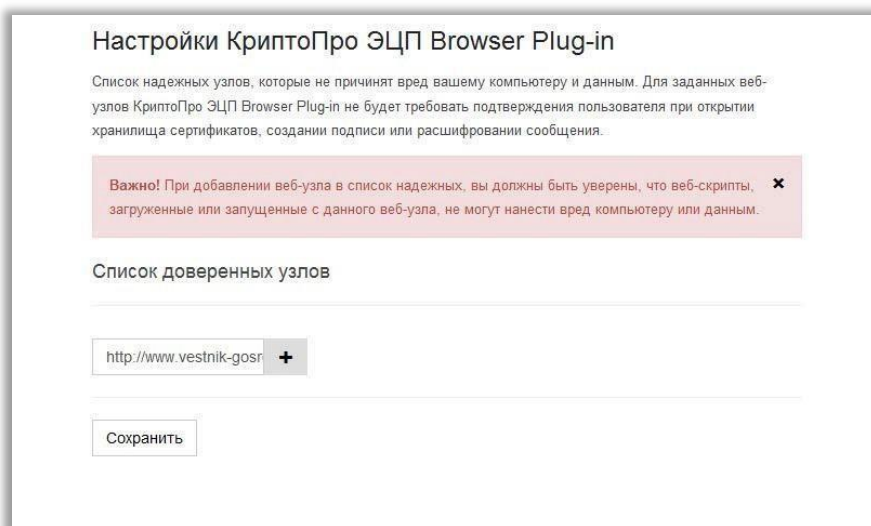 Настройки КриптоПро ЭЦП Browser Plug-in
Список надежных узлов, которые не причинят вред вашему компьютеру и данным. Для заданных веб-
узлов КриптоПро ЭЦП Browser Plug-in не будет требовать подтверждения пользователя при открытии
хранилища сертификатов, создании подписи или расшифровании сообщения.
Важно! При добавлении веб-узла в список надежных, вы должны быть уверены, что веб-скрипты,
загруженные или запущенные с данного веб-узла, не могут нанести вред компьютеру или данным.
Список доверенных узлов
http://www.vestnik-gosr
Сохранить